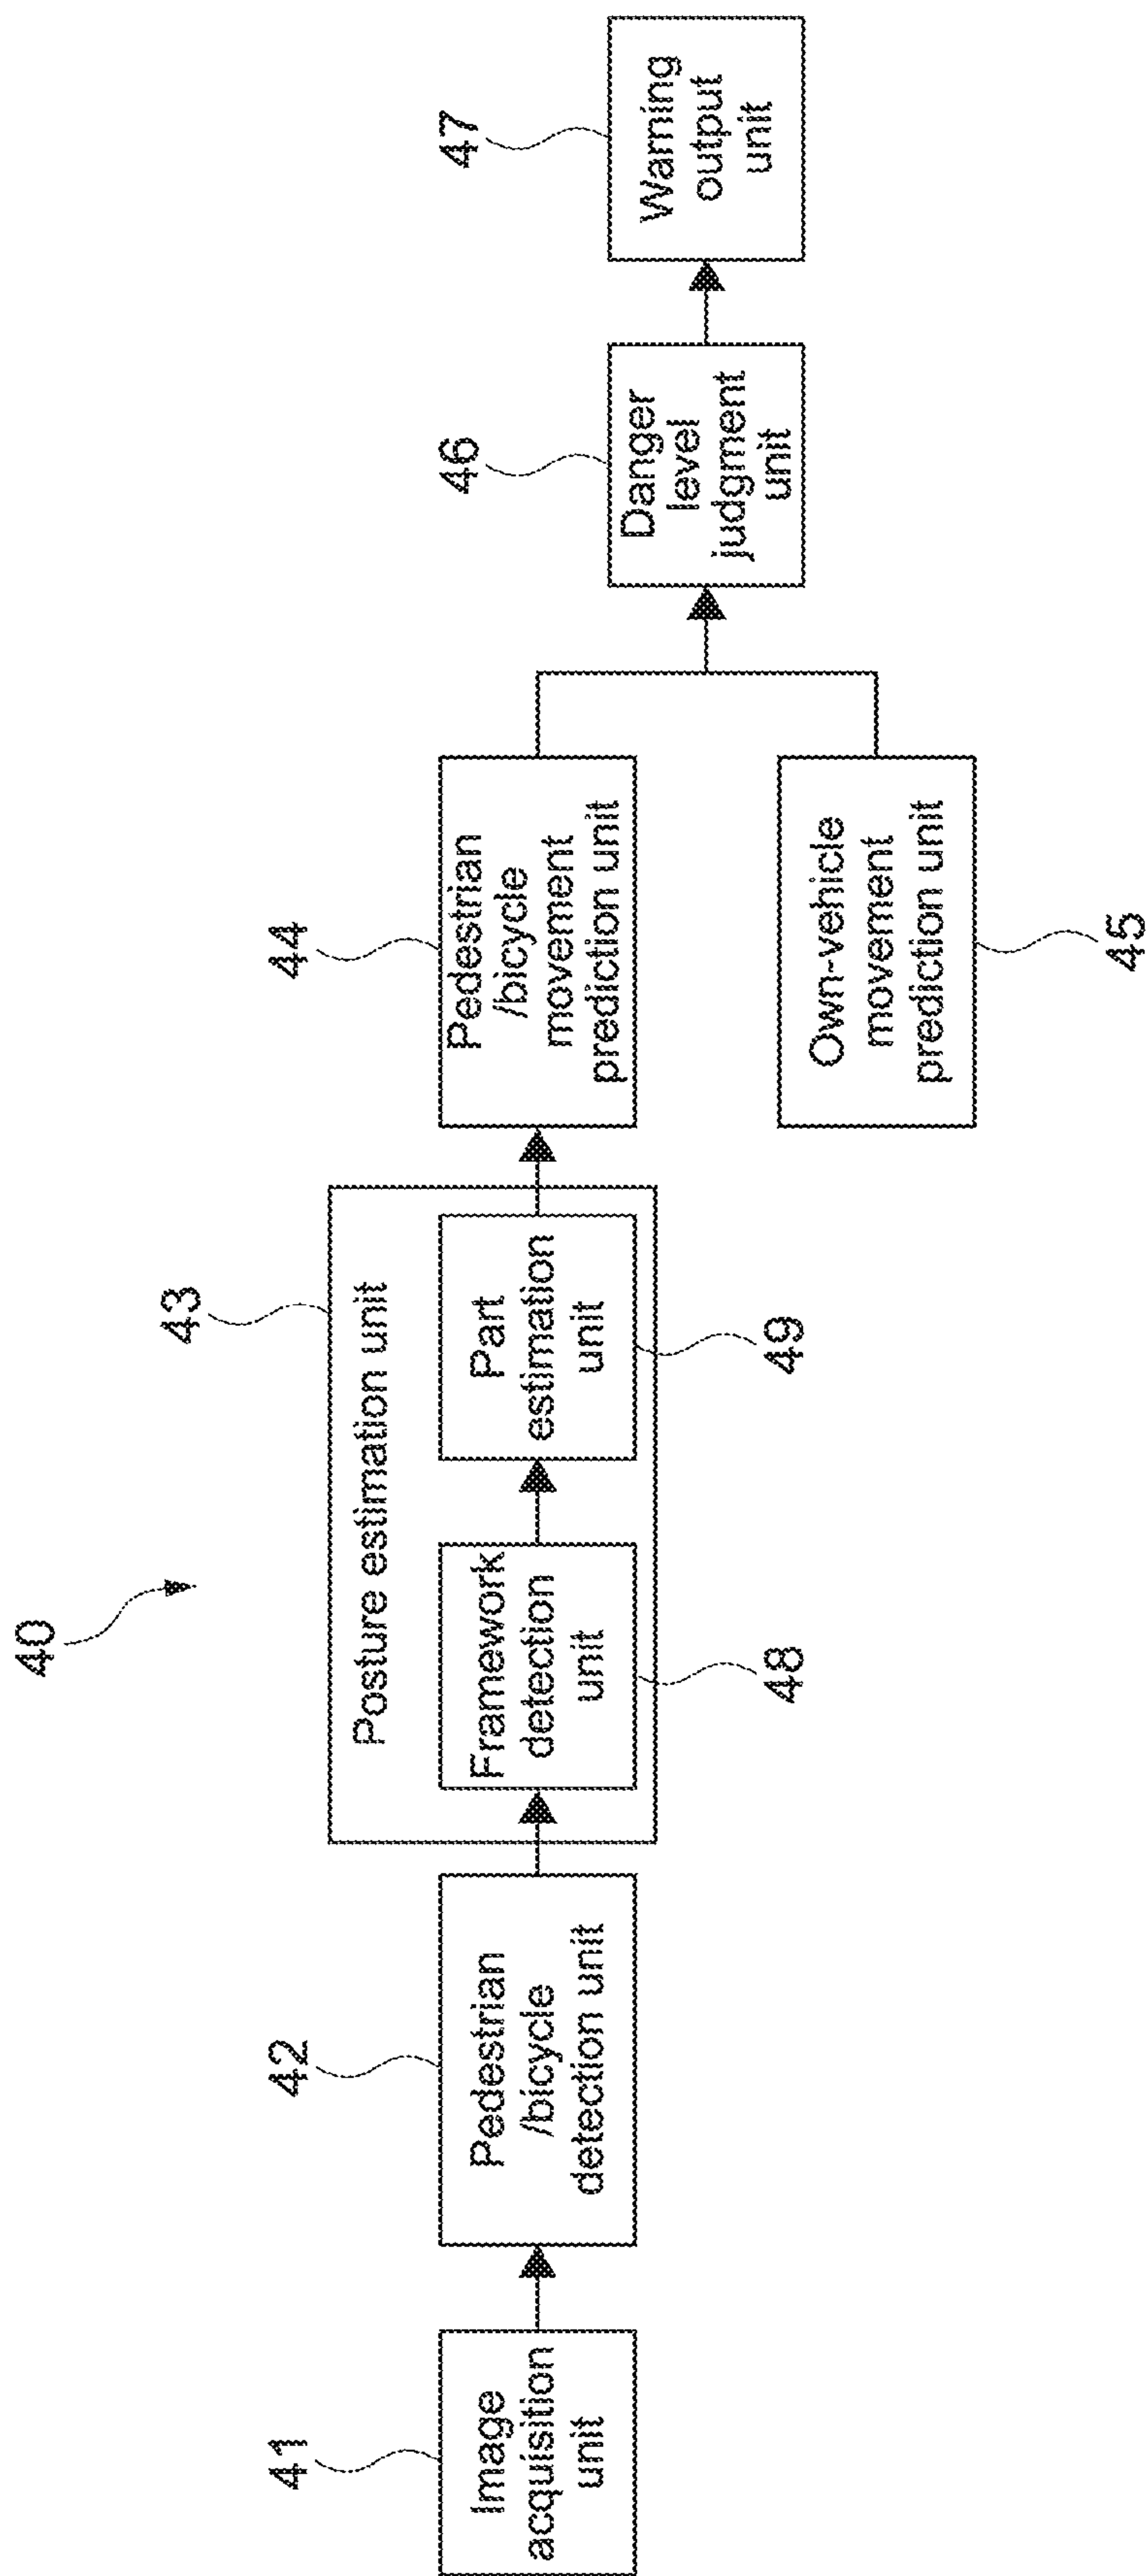 40
41
Image
acquisition
unit
42
Pedestrian
/bicycle
detection unit
43
Posture estimation unit
Framework
detection
unit
48
Part
estimation
unit
49
44
Pedestrian
/bicycle
movement
prediction unit
Own-vehicle
movement
prediction unit
45
46
Danger
level
judgment
unit
47
Warning
output
unit